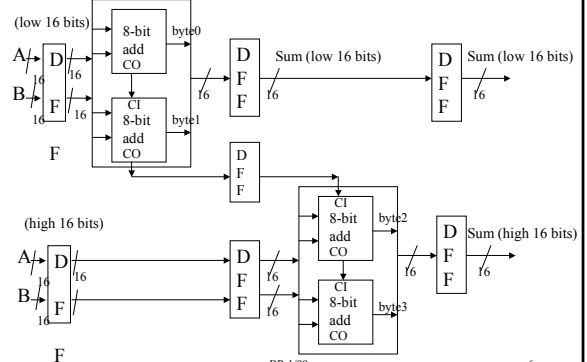 (low 16 bits)
A
16
16
B
16
16
D
F
F
8-bit
add
CO
byte0
CI
8-bit
add
CO
byte1
16
D
F
F
Sum (low 16 bits)
16
D
F
F
Sum (low 16 bits)
16
D
F
F
(high 16 bits)
A
16
16
B
16
16
D
F
F
D
F
F
16
16
CI
8-bit
add
CO
byte2
CI
8-bit
add
CO
byte3
16
D
F
F
Sum (high 16 bits)
16